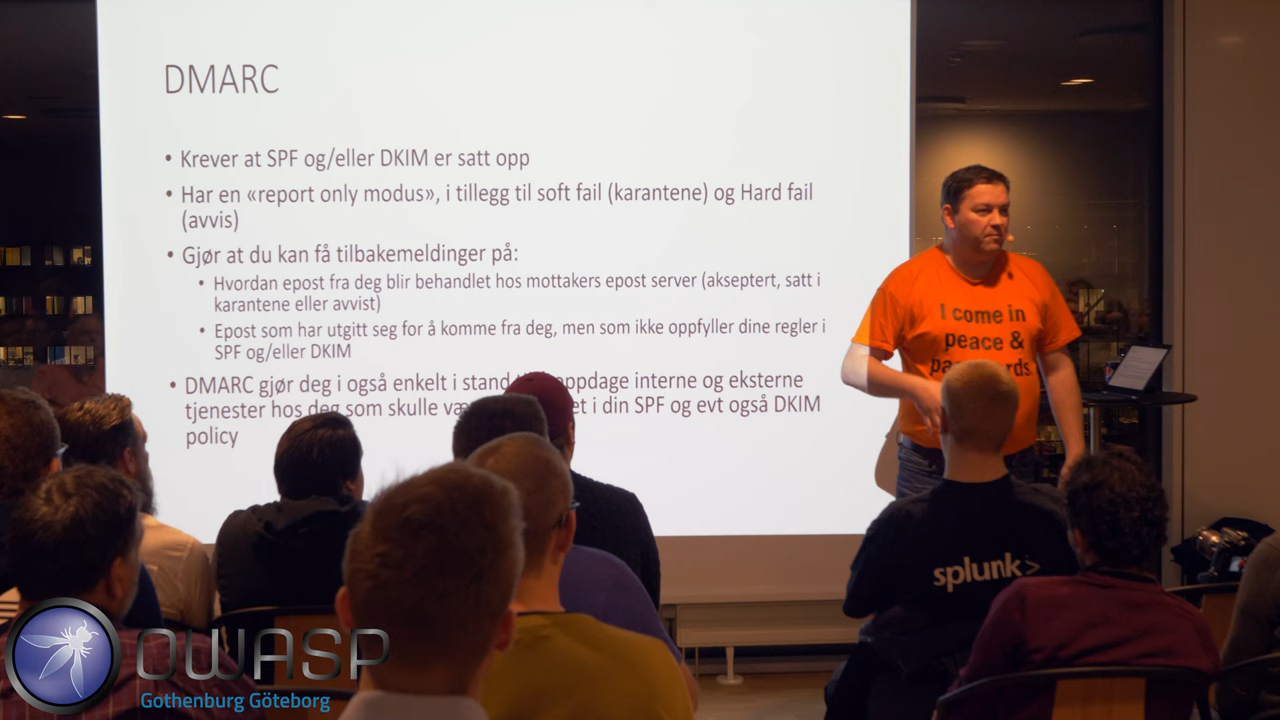 DMARC
• Krever at SPF og/eller DKIM er satt opp
• Har en «report only modus», i tillegg til soft fail (karantene) og Hard fail
(avvis)
• Gjør at du kan få tilbakemeldinger på:
• Hvordan epost fra deg blir behandlet hos mottakers epost server (akseptert, satt i
karantene eller avvist)
• Epost som har utgitt seg for å komme fra deg, men som ikke oppfyller dine regler i
SPF og/eller DKIM
• DMARC gjør deg i også enkelt i stand oppdage interne og eksterne
tjenester hos deg som skulle i din SPF og evt også DKIM
policy
I come in
peace &
splunk>
OWASP
Gothenburg Göteborg